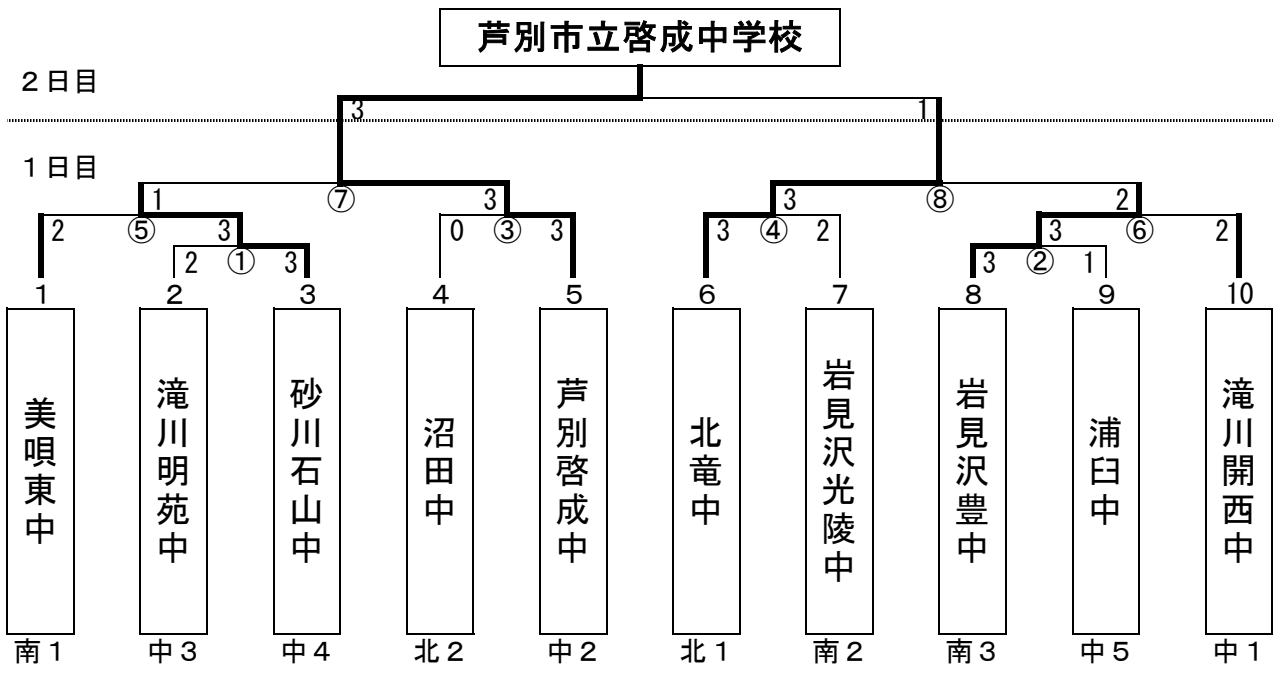 芦別市立啓成中学校
2日目
3 1
1日目
1 ⑦ 3 3 ⑧ 2
2 ⑤ 3 0 ③ 3 3 ④ 2 3 ⑥ 2
2 ① 3 3 ② 1
1 2 3 4 5 6 7 8 9 10
美唄東中
滝川明苑中
砂川石山中
沼田中
芦別啓成中
北竜中
岩見沢光陵中
岩見沢豊中
浦臼中
滝川開西中
南1 中3 中4 北2 中2 北1 南2 南3 中5 中1